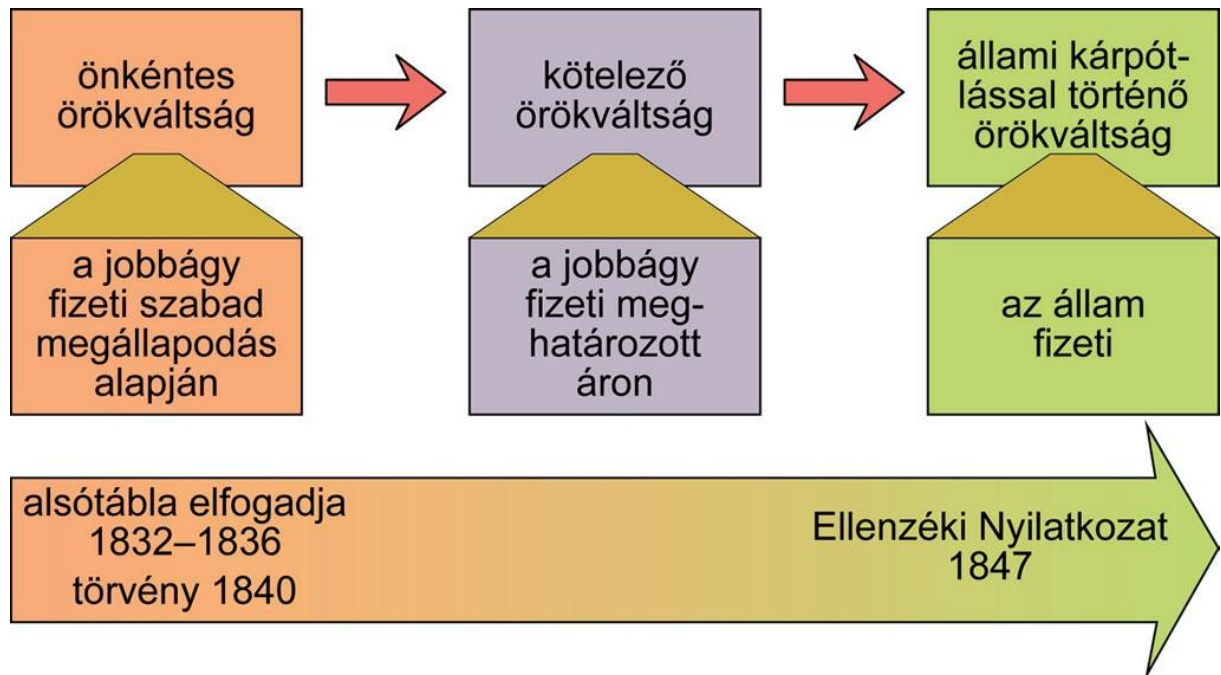 önkéntes
örökváltság
kötelező
örökváltság
állami kárpót-
lással történő
örökváltság
a jobbágy
fizeti szabad
megállapodás
alapján
a jobbágy
fizeti meg-
határozott
áron
az állam
fizeti
alsótábla elfogadja
1832–1836
törvény 1840
Ellenzéki Nyilatkozat
1847